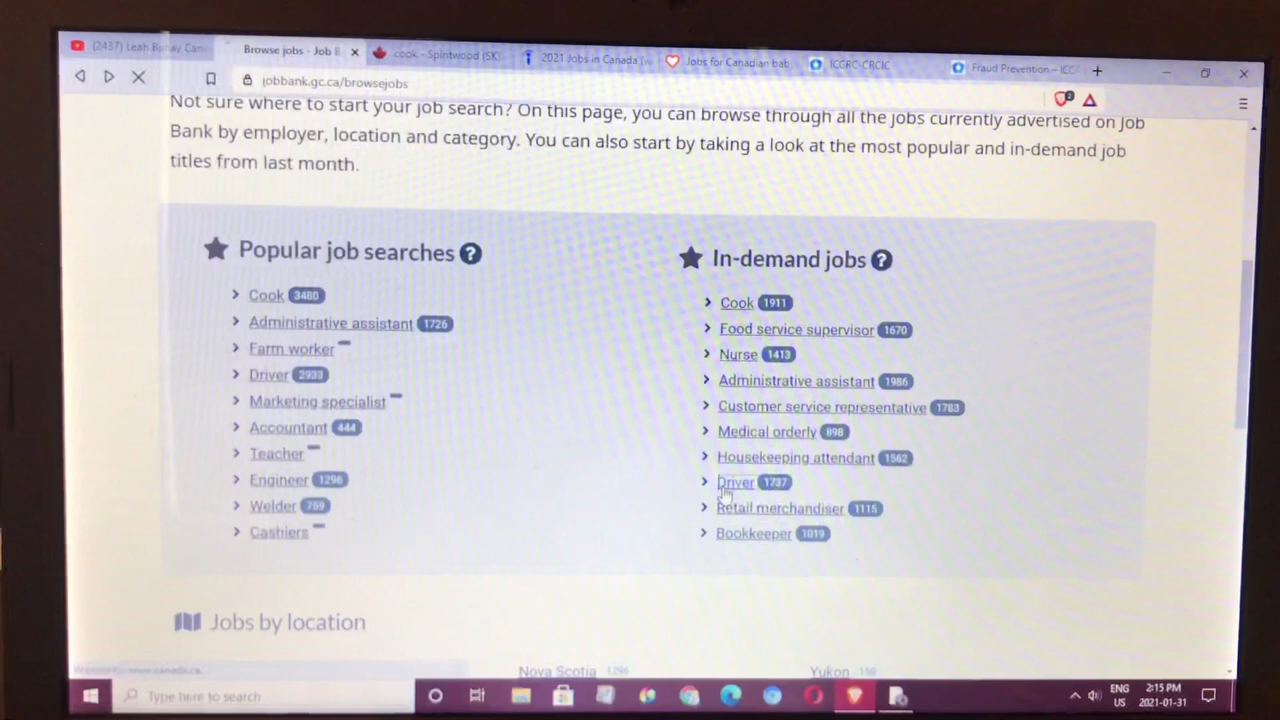 (2437) Leah
Browse jobs - Job
cook - Spiritwood (SK)
2021 Jobs in Canada
Jobs for Canadian bab
ICCRC-CRCIC
Fraud Prevention – ICC
jobbank.gc.ca/browsejobs
Not sure where to start your job search? On this page, you can browse through all the jobs currently advertised on Job
Bank by employer, location and category. You can also start by taking a look at the most popular and in-demand job
titles from last month.
Popular job searches ?
Cook 3480
Administrative assistant 1726
Farm worker
Driver 2933
Marketing specialist
Accountant 444
Teacher
Engineer 1296
Welder 759
Cashiers
In-demand jobs ?
Cook 1911
Food service supervisor 1670
Nurse 1413
Administrative assistant 1986
Customer service representative 1783
Medical orderly 898
Housekeeping attendant 1562
Driver 1737
Retail merchandiser 1115
Bookkeeper 1019
Jobs by location
Nova Scotia 1296
Yukon 150
Type here to search
ENG
US
2:15 PM
2021-01-31